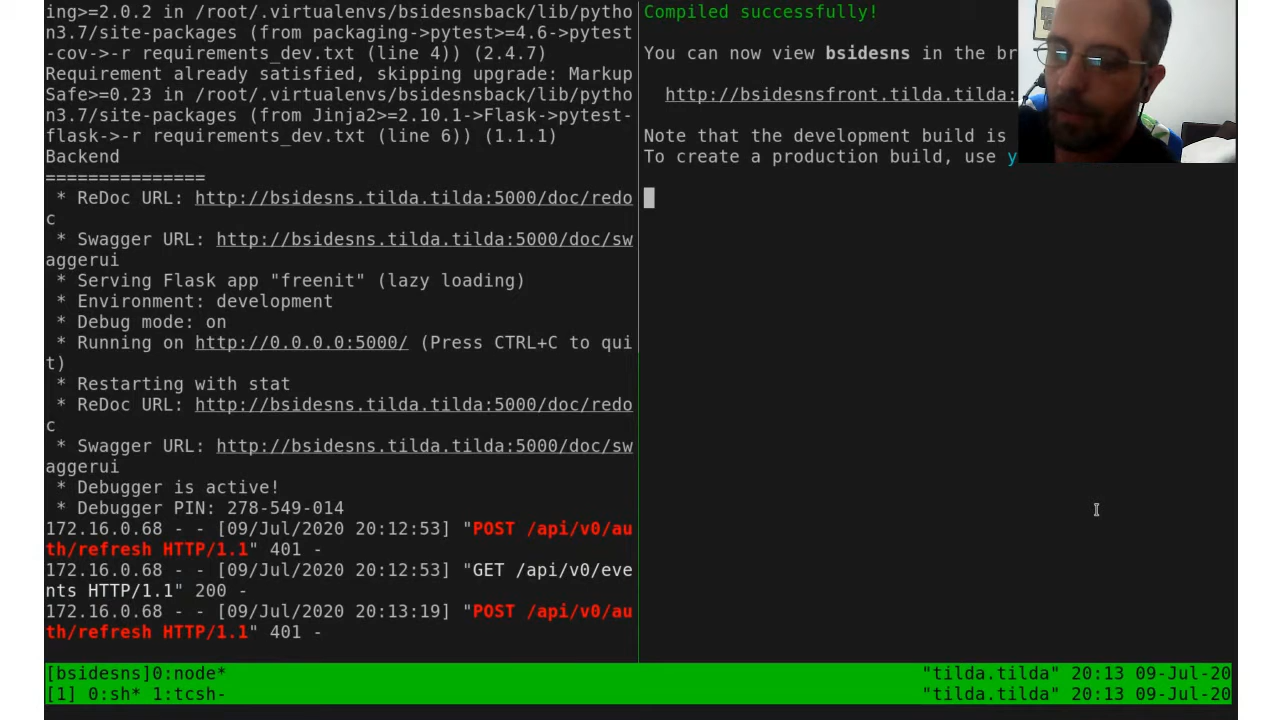 ing>=2.0.2 in /root/.virtualenvs/bsidesnsback/lib/pytho
n3.7/site-packages (from packaging->pytest>=4.6->pytest
-cov->-r requirements_dev.txt (line 4)) (2.4.7)
Requirement already satisfied, skipping upgrade: Markup
Safe>=0.23 in /root/.virtualenvs/bsidesnsback/lib/pytho
n3.7/site-packages (from Jinja2>=2.10.1->Flask->pytest-
flask->-r requirements_dev.txt (line 6)) (1.1.1)
Backend
===============
 * ReDoc URL: http://bsidesns.tilda.tilda:5000/doc/redo
c
 * Swagger URL: http://bsidesns.tilda.tilda:5000/doc/sw
aggerui
 * Serving Flask app "freenit" (lazy loading)
 * Environment: development
 * Debug mode: on
 * Running on http://0.0.0.0:5000/ (Press CTRL+C to qui
t)
 * Restarting with stat
 * ReDoc URL: http://bsidesns.tilda.tilda:5000/doc/redo
c
 * Swagger URL: http://bsidesns.tilda.tilda:5000/doc/sw
aggerui
 * Debugger is active!
 * Debugger PIN: 278-549-014
172.16.0.68 - - [09/Jul/2020 20:12:53] "POST /api/v0/au
th/refresh HTTP/1.1" 401 -
172.16.0.68 - - [09/Jul/2020 20:12:53] "GET /api/v0/eve
nts HTTP/1.1" 200 -
172.16.0.68 - - [09/Jul/2020 20:13:19] "POST /api/v0/au
th/refresh HTTP/1.1" 401 -
Compiled successfully!
You can now view bsidesns in the br
http://bsidesnsfront.tilda.tilda:
Note that the development build is
To create a production build, use y
[bsidesns]0:node* "tilda.tilda" 20:13 09-Jul-20
[1] 0:sh* 1:tcsh- "tilda.tilda" 20:13 09-Jul-20